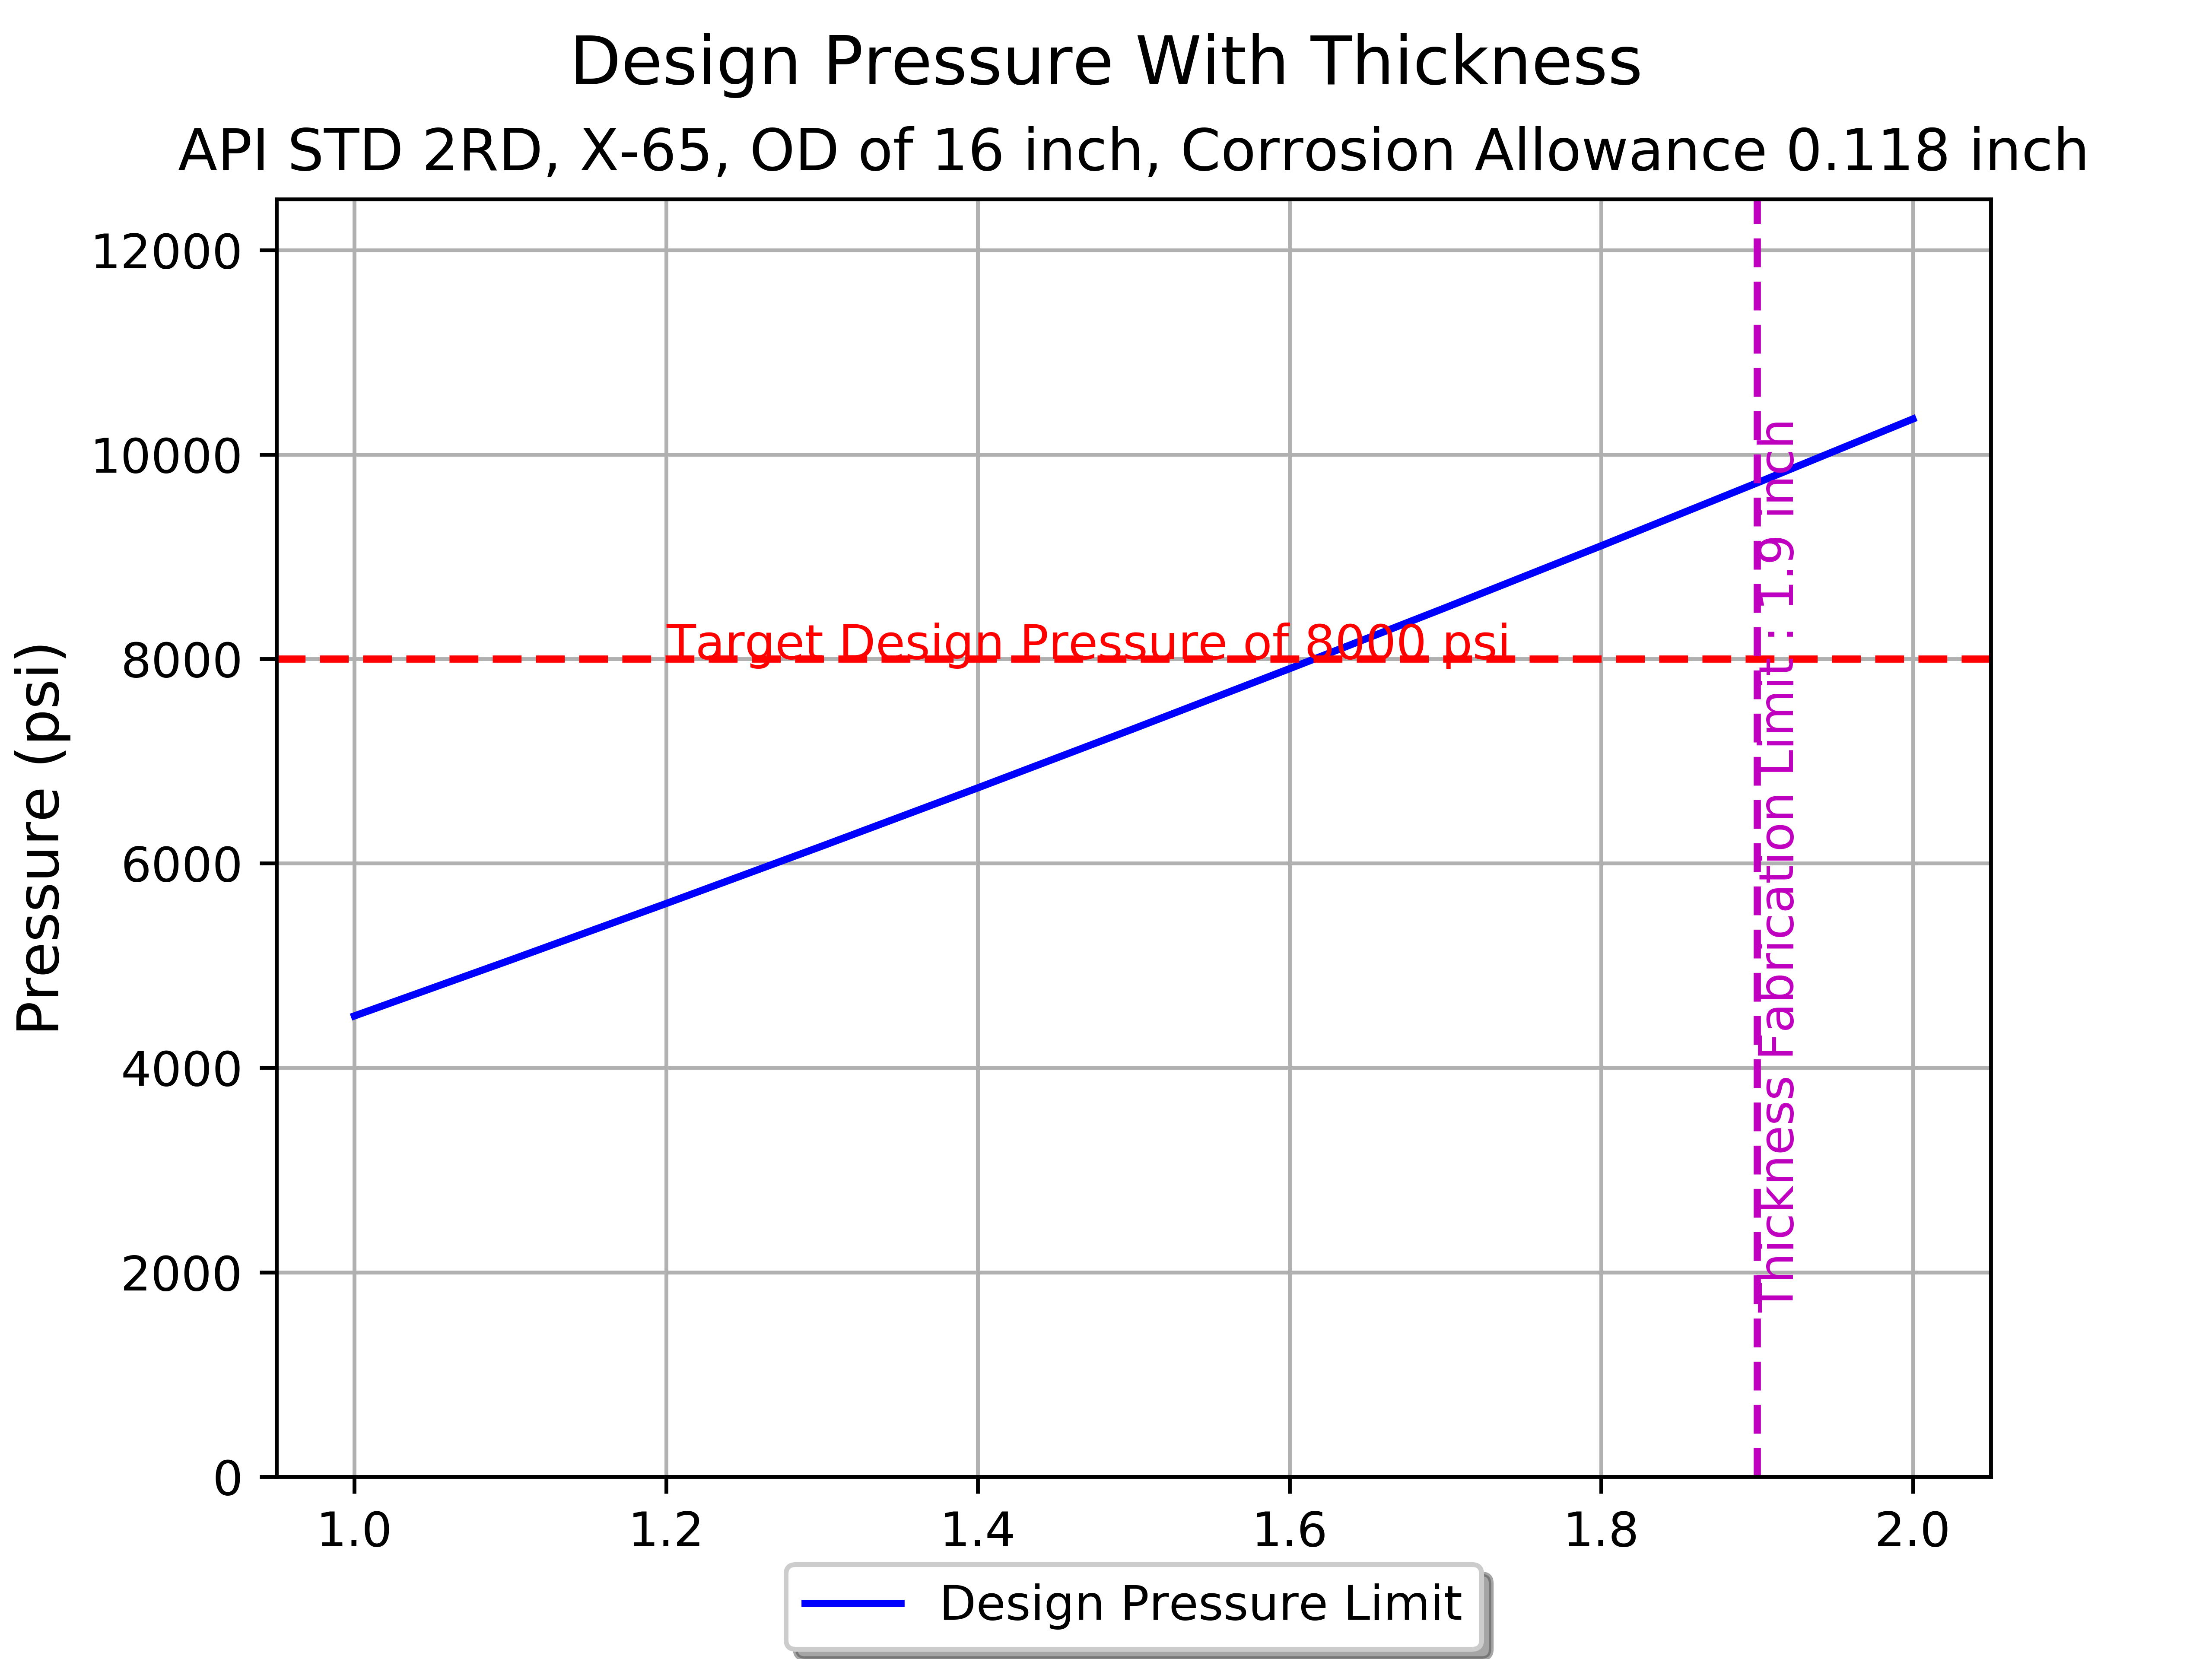 Design Pressure With Thickness
API STD 2RD, X-65, OD of 16 inch, Corrosion Allowance 0.118 inch
Pressure (psi)
12000
10000
8000
6000
4000
2000
0
Target Design Pressure of 8000 psi
Thickness Fabrication Limit : 1.9 inch
1.0 1.2 1.4 1.6 1.8 2.0
Design Pressure Limit